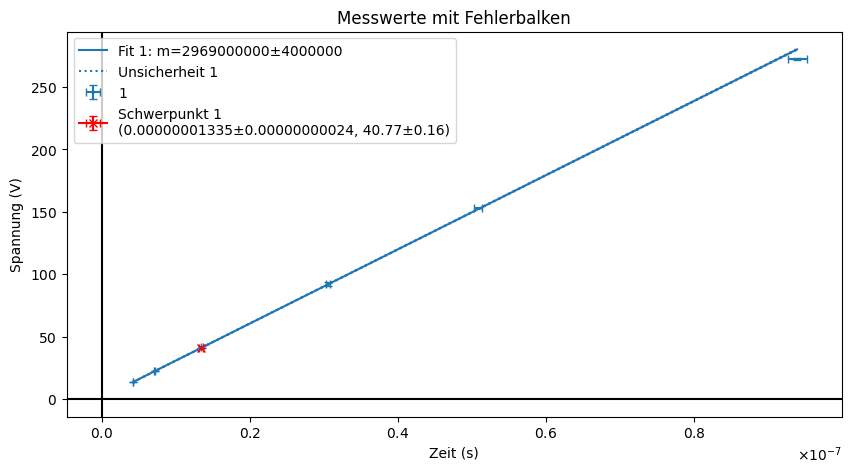 Messwerte mit Fehlerbalken
Fit 1: m=2969000000±4000000
Unsicherheit 1
1
Schwerpunkt 1
(0.00000001335±0.00000000024, 40.77±0.16)
Spannung (V)
250
200
150
100
50
0
0.0 0.2 0.4 0.6 0.8
Zeit (s)
×10⁻⁷